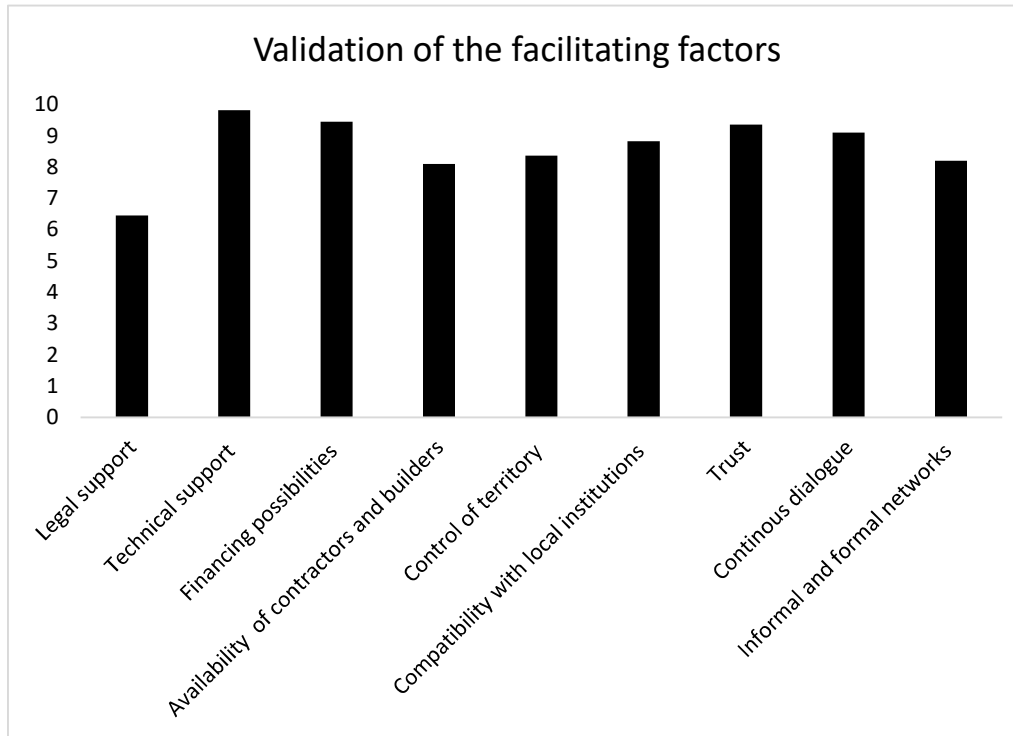 Validation of the facilitating factors
10
9
8
7
6
5
4
3
2
1
0
Legal support
Technical support
Financing possibilities
Availability of contractors and builders
Control of territory
Compatibility with local institutions
Trust
Continous dialogue
Informal and formal networks